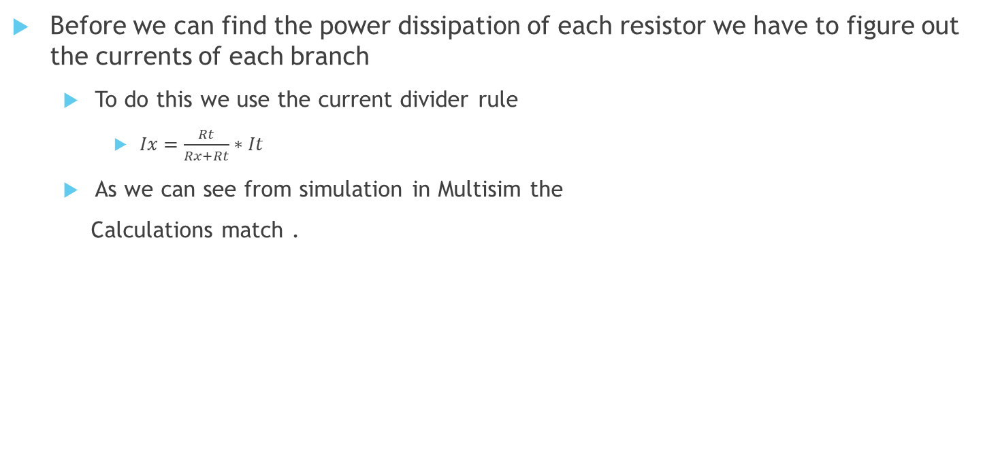 Before we can find the power dissipation of each resistor we have to figure out
the currents of each branch
To do this we use the current divider rule
Ix = Rt/(Rx+Rt) * It
As we can see from simulation in Multisim the
Calculations match .